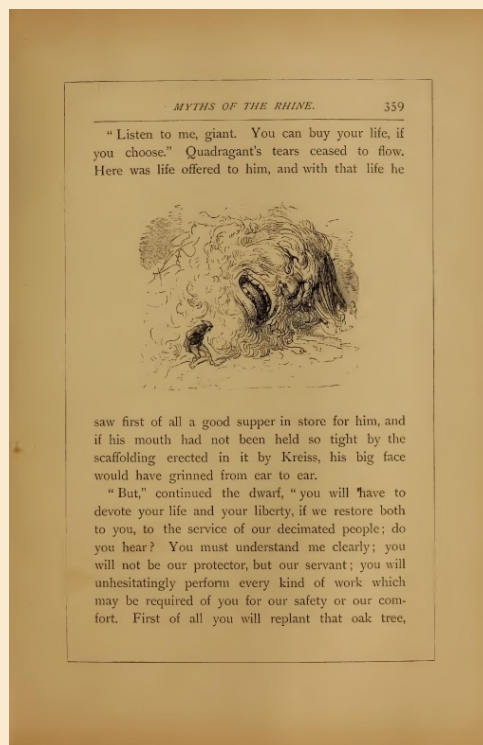 MYTHS OF THE RHINE. 359
“ Listen to me, giant. You can buy your life, if
you choose.” Quadragant's tears ceased to flow.
Here was life offered to him, and with that life he
saw first of all a good supper in store for him, and
if his mouth had not been held so tight by the
scaffolding erected in it by Kreiss, his big face
would have grinned from ear to ear.
“ But,” continued the dwarf, “ you will have to
devote your life and your liberty, if we restore both
to you, to the service of our decimated people; do
you hear? You must understand me clearly; you
will not be our protector, but our servant; you will
unhesitatingly perform every kind of work which
may be required of you for our safety or our com-
fort. First of all you will replant that oak tree,